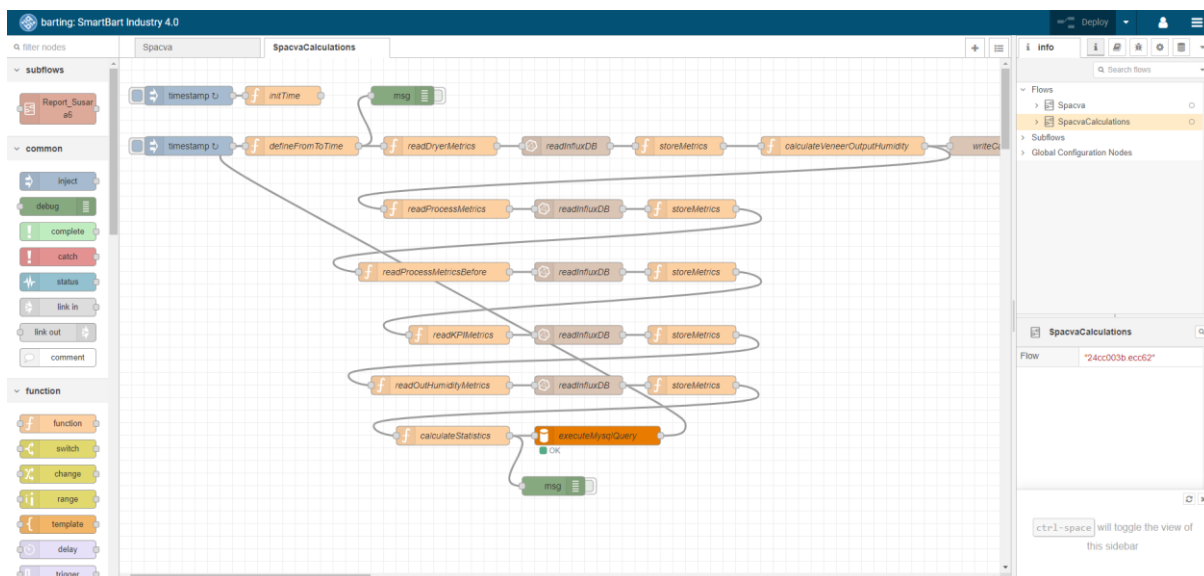 barting: SmartBart Industry 4.0
Deploy
filter nodes
Spacva
SpacvaCalculations
info
i
subflows
Report_Susar
a6
common
inject
debug
complete
catch
status
link in
link out
comment
function
function
switch
change
range
template
delay
trigger
timestamp ↻
initTime
msg
timestamp ↻
defineFromToTime
readDryerMetrics
readInfluxDB
storeMetrics
calculateVeneerOutputHumidity
readProcessMetrics
readInfluxDB
storeMetrics
readProcessMetricsBefore
readInfluxDB
storeMetrics
readKPIMetrics
readInfluxDB
storeMetrics
readOutHumidityMetrics
readInfluxDB
storeMetrics
calculateStatistics
executeMysqlQuery
OK
msg
Search flows
Flows
Spacva
SpacvaCalculations
Subflows
Global Configuration Nodes
SpacvaCalculations
Flow
"24cc003b.ecc62"
ctrl-space will toggle the view of
this sidebar